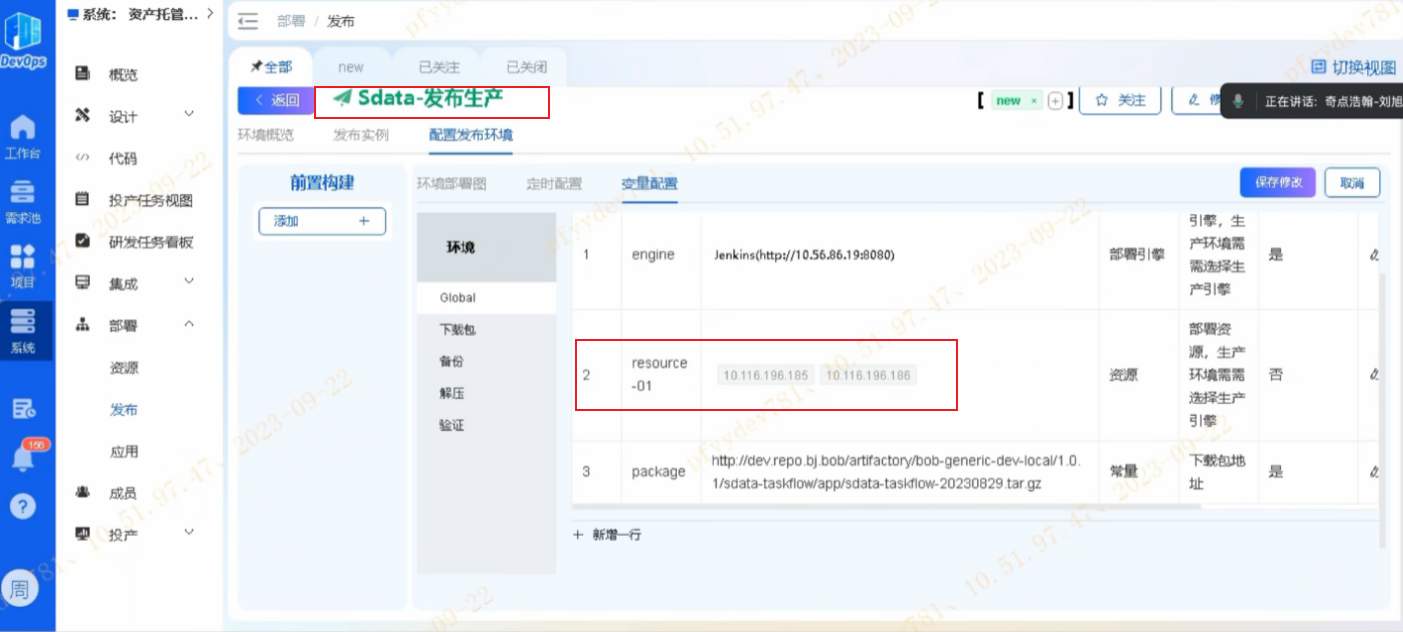 DevOps
工作台
需求池
项目
系统
156
?
周
系统： 资产托管... >
概览
设计
代码
投产任务视图
研发任务看板
集成
部署
资源
发布
应用
成员
投产
部署 / 发布
全部
new
已关注
已关闭
切换视图
< 返回
Sdata-发布生产
【 new × + 】
☆ 关注
正在讲话: 奇点浩翰-刘旭
环境概览
发布实例
配置发布环境
前置构建
添加 +
环境部署图
定时配置
变量配置
保存修改
取消
环境
Global
下载包
备份
解压
验证
1
engine
Jenkins(http://10.56.86.19:8080)
部署引擎
引擎，生
产环境需
需选择生
产引擎
是
2
resource
-01
10.116.196.185
10.116.196.186
资源
部署资
源，生产
环境需需
选择生产
引擎
否
3
package
http://dev.repo.bj.bob/artifactory/bob-generic-dev-local/1.0.
1/sdata-taskflow/app/sdata-taskflow-20230829.tar.gz
常量
下载包地
址
是
+ 新增一行
pfyydev781、10.51.97.47、2023-09-22